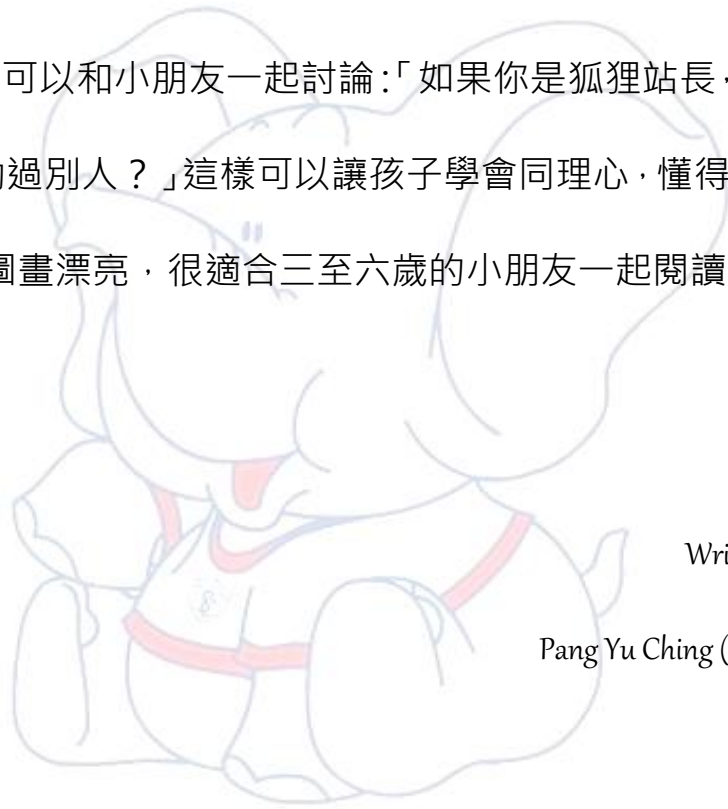 可以和小朋友一起討論:「如果你是狐狸站長,
過別人?」這樣可以讓孩子學會同理心,懂得
圖畫漂亮,很適合三至六歲的小朋友一起閱讀
Wri
Pang Yu Ching (